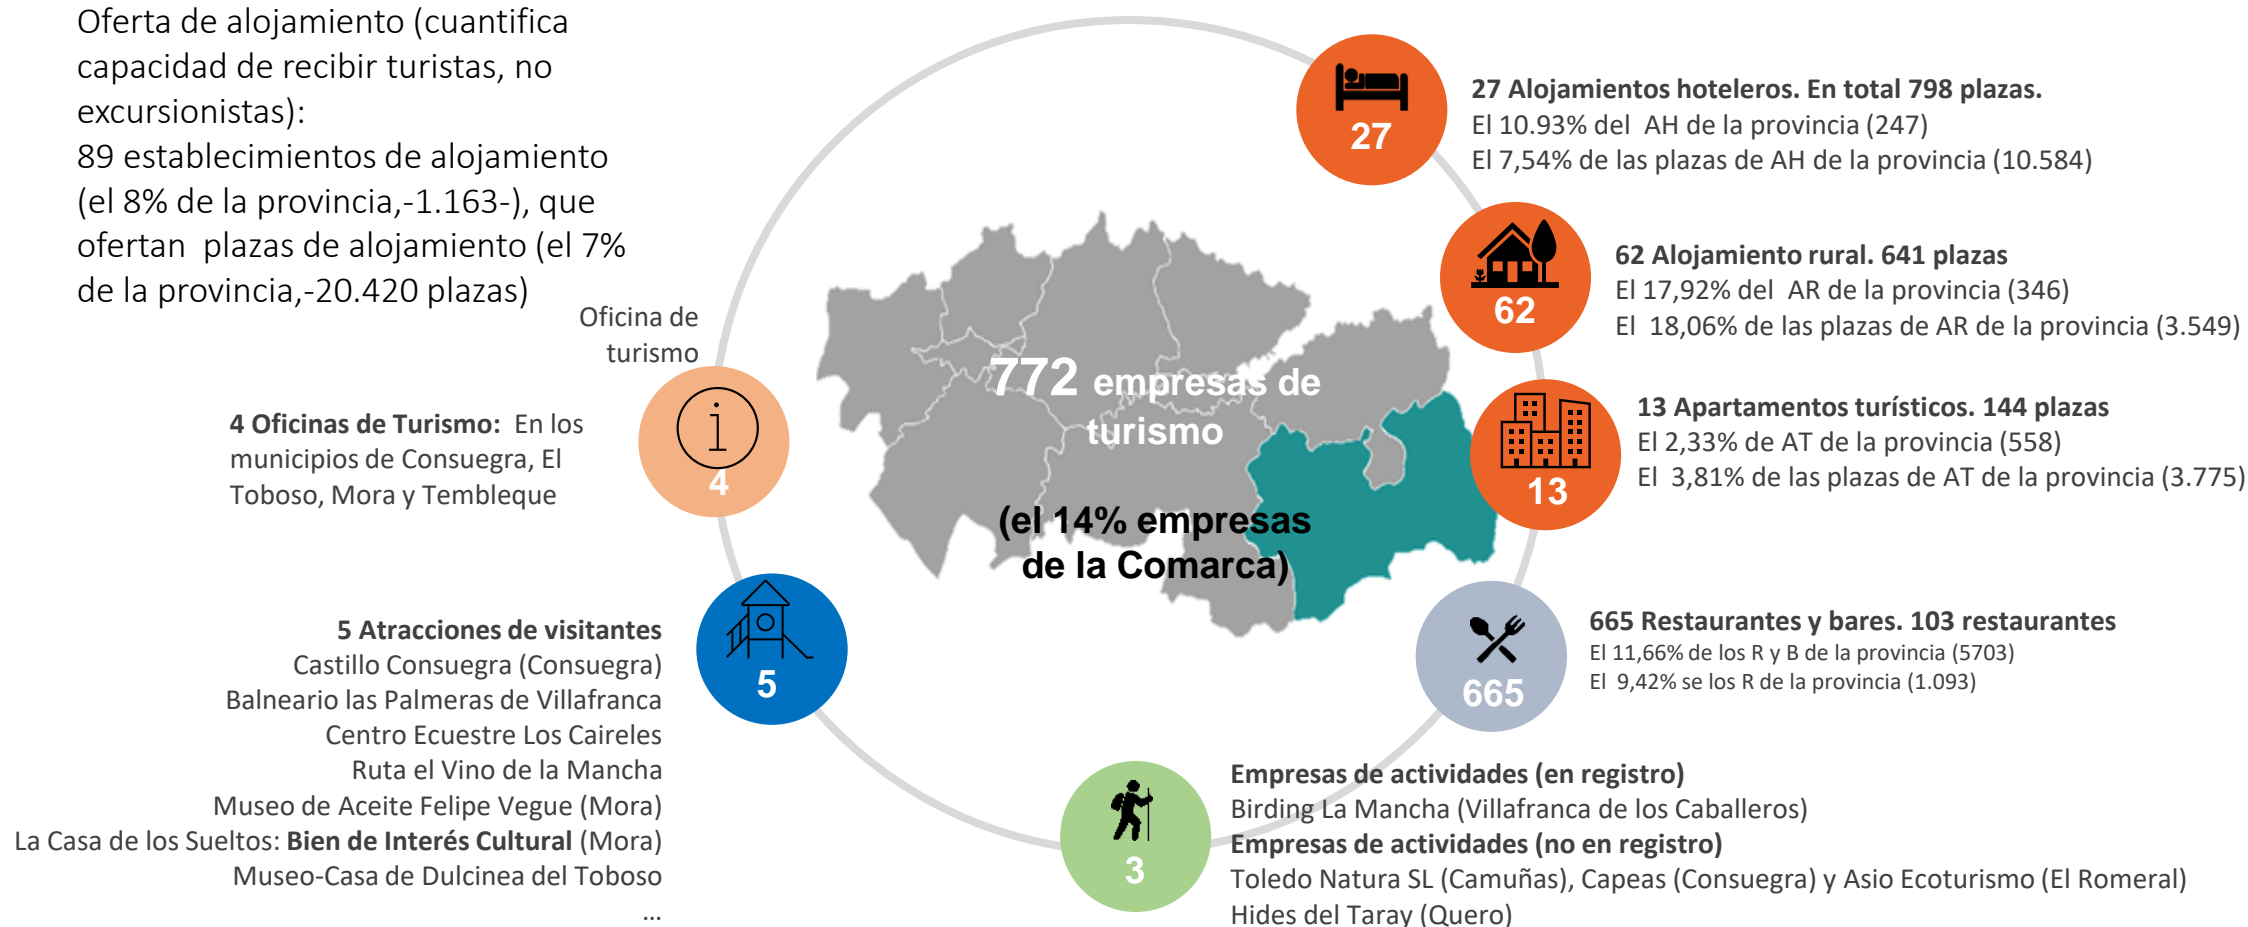 Oferta de alojamiento (cuantifica
capacidad de recibir turistas, no
excursionistas):
89 establecimientos de alojamiento
(el 8% de la provincia,-1.163-), que
ofertan  plazas de alojamiento (el 7%
de la provincia,-20.420 plazas)
27
27 Alojamientos hoteleros. En total 798 plazas.
El 10.93% del  AH de la provincia (247)
El 7,54% de las plazas de AH de la provincia (10.584)
62
62 Alojamiento rural. 641 plazas
El 17,92% del  AR de la provincia (346)
El  18,06% de las plazas de AR de la provincia (3.549)
13
13 Apartamentos turísticos. 144 plazas
El 2,33% de AT de la provincia (558)
El  3,81% de las plazas de AT de la provincia (3.775)
772 empresas de
turismo
(el 14% empresas
de la Comarca)
Oficina de
turismo
i
4
4 Oficinas de Turismo:  En los
municipios de Consuegra, El
Toboso, Mora y Tembleque
5
5 Atracciones de visitantes
Castillo Consuegra (Consuegra)
Balneario las Palmeras de Villafranca
Centro Ecuestre Los Caireles
Ruta el Vino de la Mancha
Museo de Aceite Felipe Vegue (Mora)
La Casa de los Sueltos: Bien de Interés Cultural (Mora)
Museo-Casa de Dulcinea del Toboso
…
665
665 Restaurantes y bares. 103 restaurantes
El 11,66% de los R y B de la provincia (5703)
El  9,42% se los R de la provincia (1.093)
3
Empresas de actividades (en registro)
Birding La Mancha (Villafranca de los Caballeros)
Empresas de actividades (no en registro)
Toledo Natura SL (Camuñas), Capeas (Consuegra) y Asio Ecoturismo (El Romeral)
Hides del Taray (Quero)